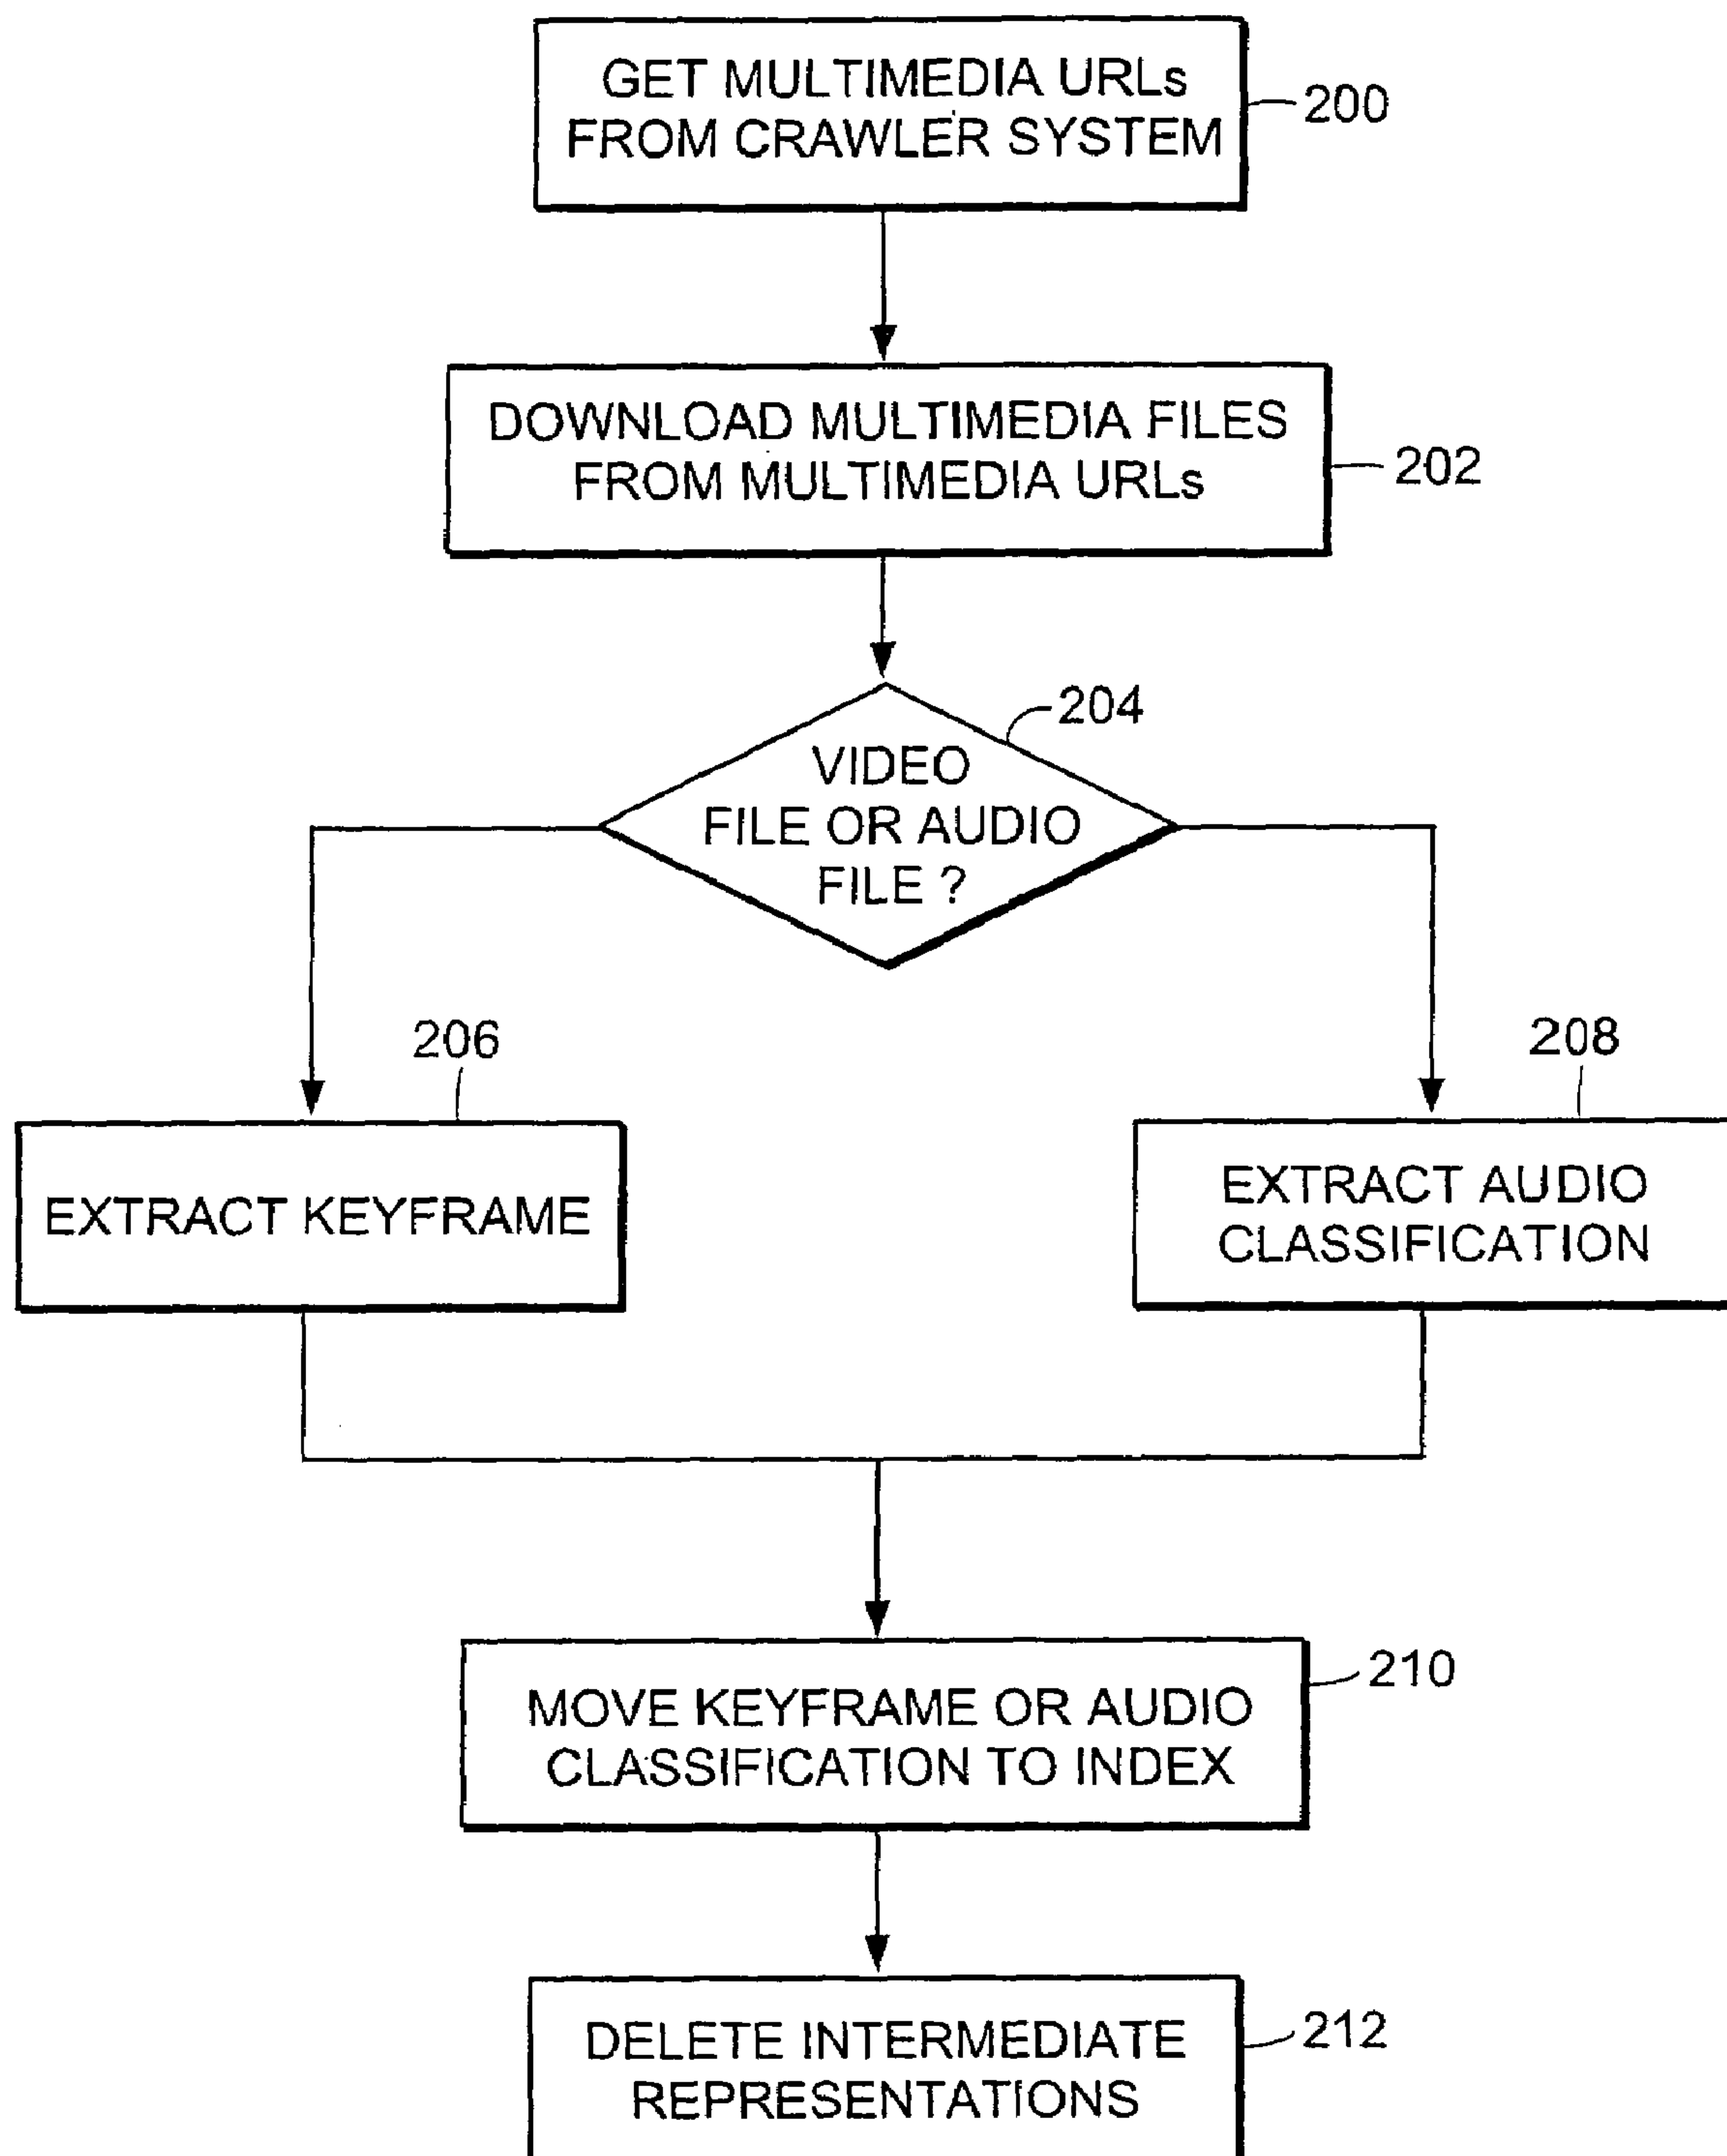 GET MULTIMEDIA URLs
FROM CRAWLER SYSTEM
200
DOWNLOAD MULTIMEDIA FILES
FROM MULTIMEDIA URLs
202
204
VIDEO
FILE OR AUDIO
FILE ?
206
208
EXTRACT KEYFRAME
EXTRACT AUDIO
CLASSIFICATION
210
MOVE KEYFRAME OR AUDIO
CLASSIFICATION TO INDEX
212
DELETE INTERMEDIATE
REPRESENTATIONS